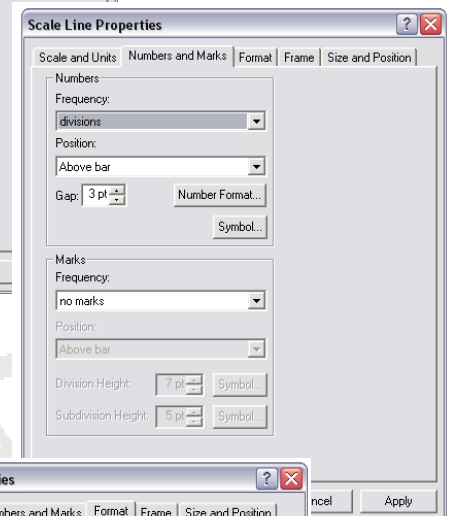 Scale Line Properties
Scale and Units Numbers and Marks Format Frame Size and Position
Numbers
Frequency:
divisions
Position:
Above bar
Gap: 3 pt Number Format...
Symbol...
Marks
Frequency:
no marks
Position:
Above bar
Division Height: 7 pt Symbol...
Subdivision Height: 5 pt Symbol...
ncel Apply
ies
mbers and Marks Format Frame Size and Position